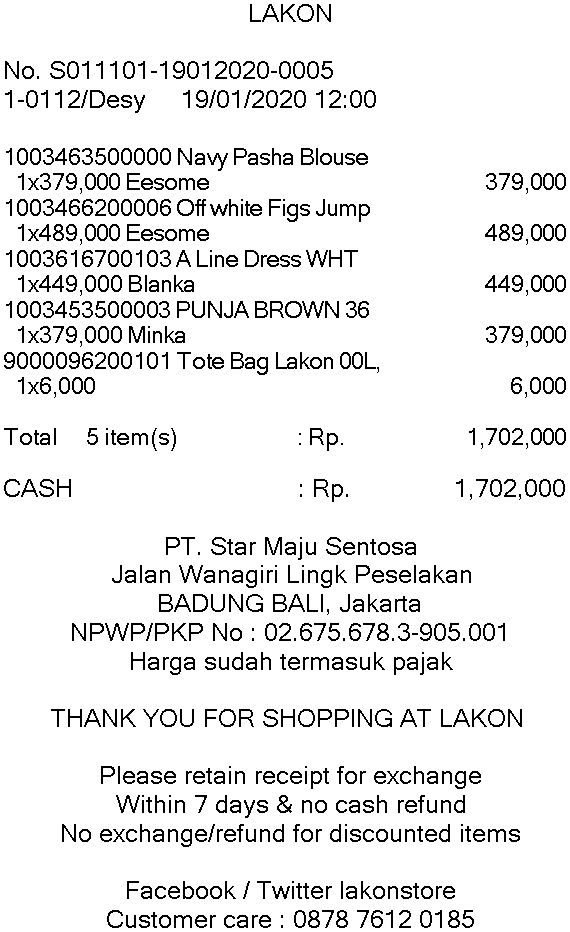 LAKON
No. S011101-19012020-0005
1-0112/Desy 19/01/2020 12:00
1003463500000 Navy Pasha Blouse
1x379,000 Eesome 379,000
1003466200006 Off white Figs Jump
1x489,000 Eesome 489,000
1003616700103 A Line Dress WHT
1x449,000 Blanka 449,000
1003453500003 PUNJA BROWN 36
1x379,000 Minka 379,000
9000096200101 Tote Bag Lakon 00L,
1x6,000 6,000
Total 5 item(s) : Rp. 1,702,000
CASH : Rp. 1,702,000
PT. Star Maju Sentosa
Jalan Wanagiri Lingk Peselakan
BADUNG BALI, Jakarta
NPWP/PKP No : 02.675.678.3-905.001
Harga sudah termasuk pajak
THANK YOU FOR SHOPPING AT LAKON
Please retain receipt for exchange
Within 7 days & no cash refund
No exchange/refund for discounted items
Facebook / Twitter lakonstore
Customer care : 0878 7612 0185